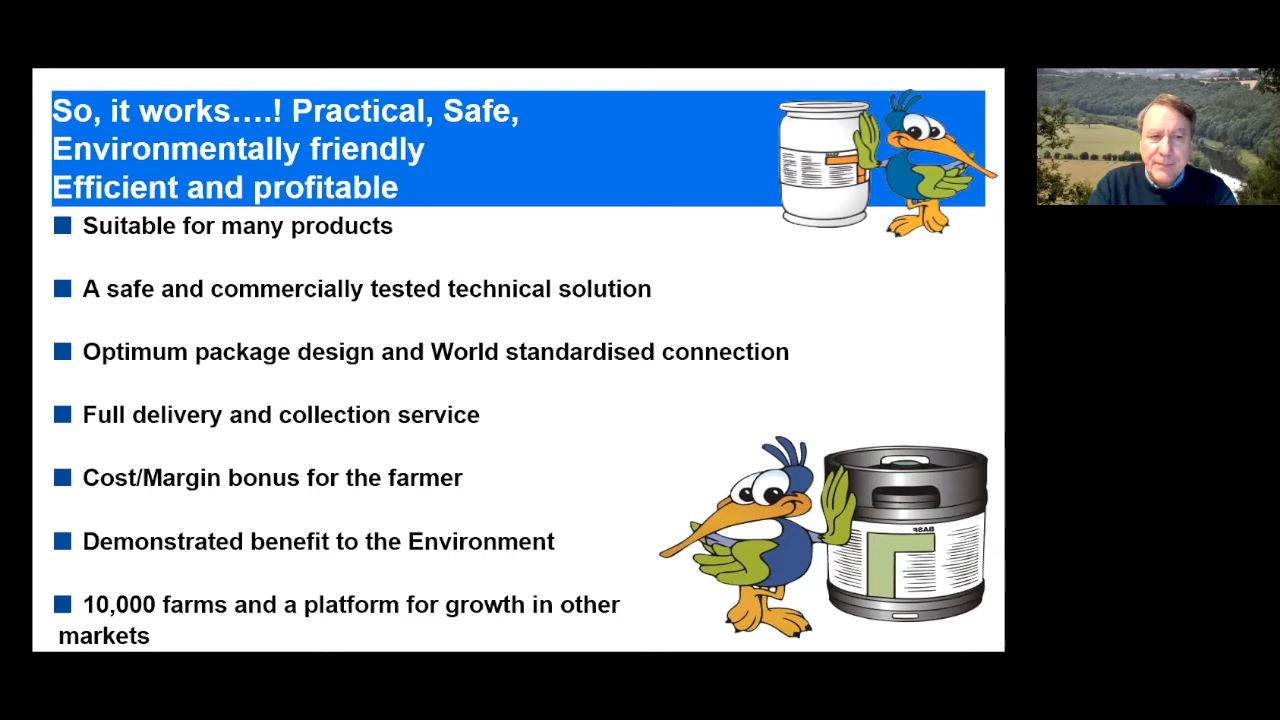 So, it works….! Practical, Safe,
Environmentally friendly
Efficient and profitable
BASF
■ Suitable for many products
■ A safe and commercially tested technical solution
■ Optimum package design and World standardised connection
■ Full delivery and collection service
■ Cost/Margin bonus for the farmer
BASF
■ Demonstrated benefit to the Environment
■ 10,000 farms and a platform for growth in other
markets